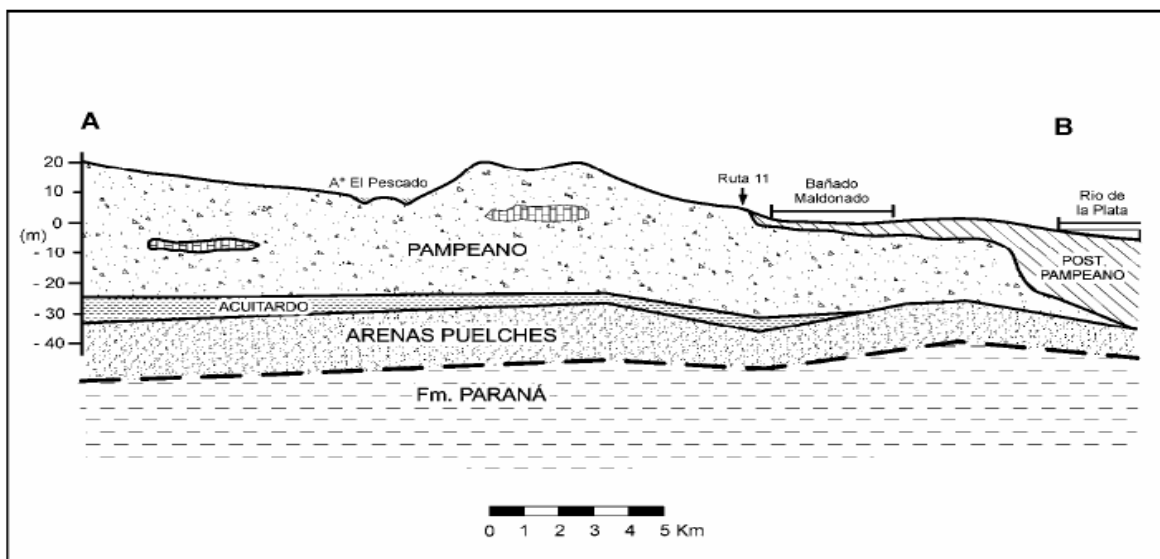 A
B
20
10
0
(m)
- 10
- 20
- 30
- 40
A° El Pescado
Ruta 11
Bañado
Maldonado
Rio de
la Plata
PAMPEANO
POST.
PAMPEANO
ACUITARDO
ARENAS PUELCHES
Fm. PARANÁ
0 1 2 3 4 5 Km